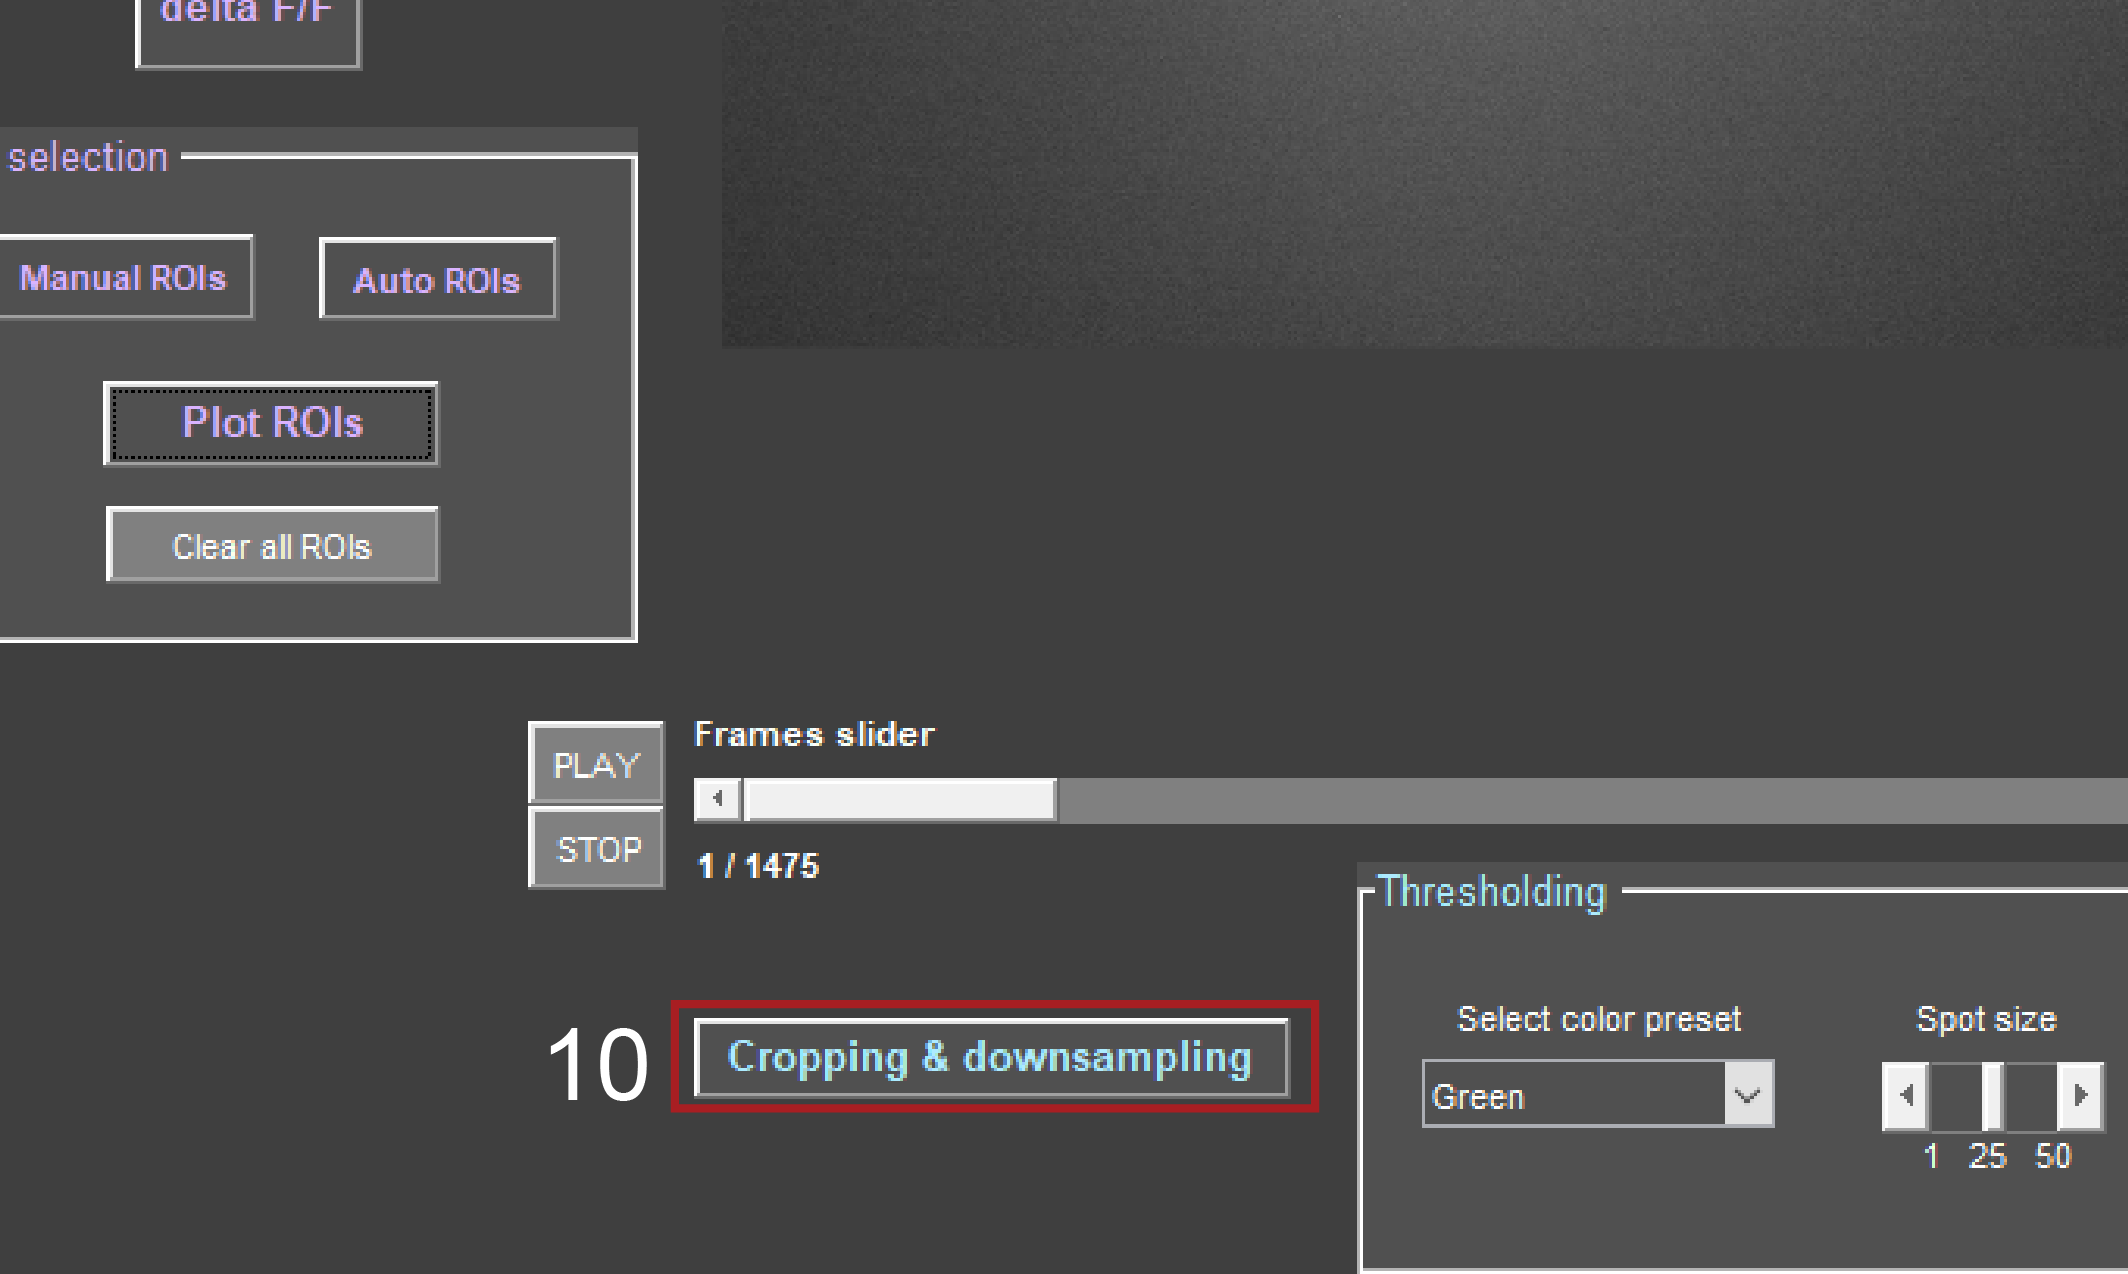 delta F/F
selection
Manual ROIs
Auto ROIs
Plot ROIs
Clear all ROIs
PLAY
Frames slider
STOP
1 / 1475
Thresholding
10
Cropping & downsampling
Select color preset
Spot size
Green
1 25 50